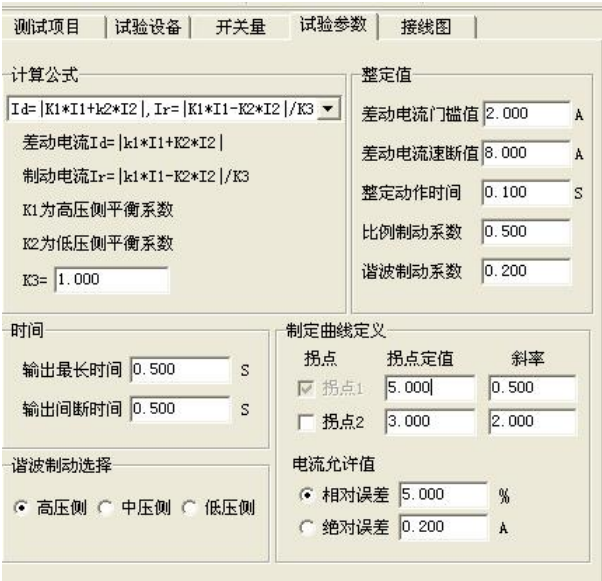 测试项目 试验设备 开关量 试验参数 接线图
计算公式
Id=|K1*I1+k2*I2|,Ir=|K1*I1-K2*I2|/K3
差动电流Id=|k1*I1+K2*I2|
制动电流Ir=|k1*I1-K2*I2|/K3
K1为高压侧平衡系数
K2为低压侧平衡系数
K3= 1.000
整定值
差动电流门槛值 2.000 A
差动电流速断值 8.000 A
整定动作时间 0.100 S
比例制动系数 0.500
谐波制动系数 0.200
时间
输出最长时间 0.500 S
输出间断时间 0.500 S
谐波制动选择
高压侧 中压侧 低压侧
制定曲线定义
拐点 拐点定值 斜率
拐点1 5.000 0.500
拐点2 3.000 2.000
电流允许值
相对误差 5.000 %
绝对误差 0.200 A